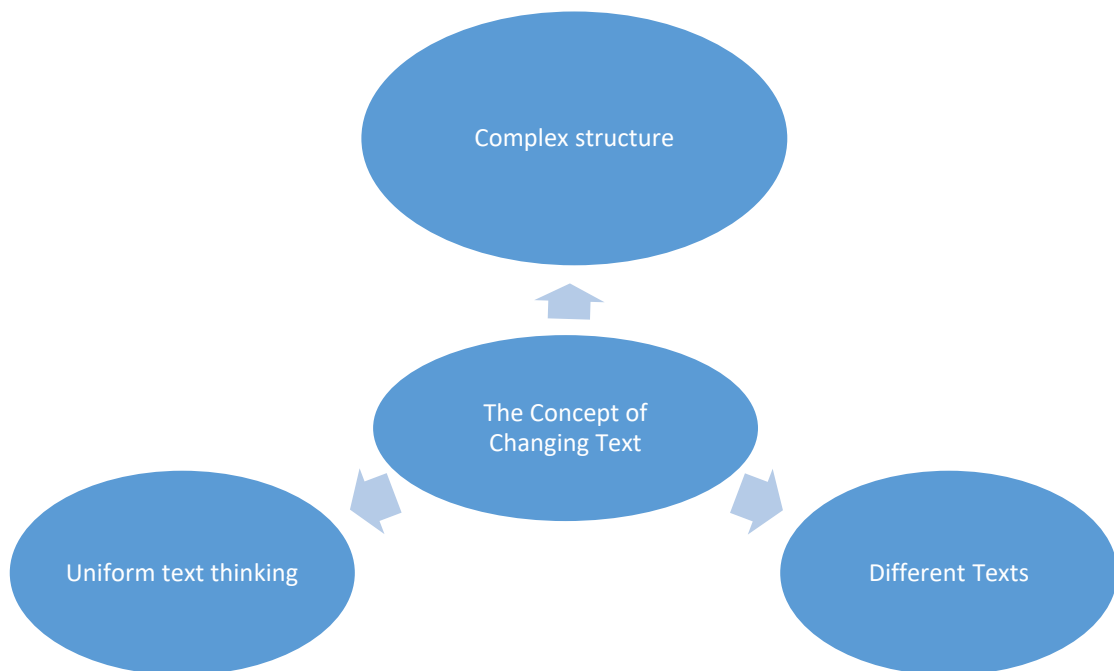 Complex structure
The Concept of
Changing Text
Uniform text thinking
Different Texts